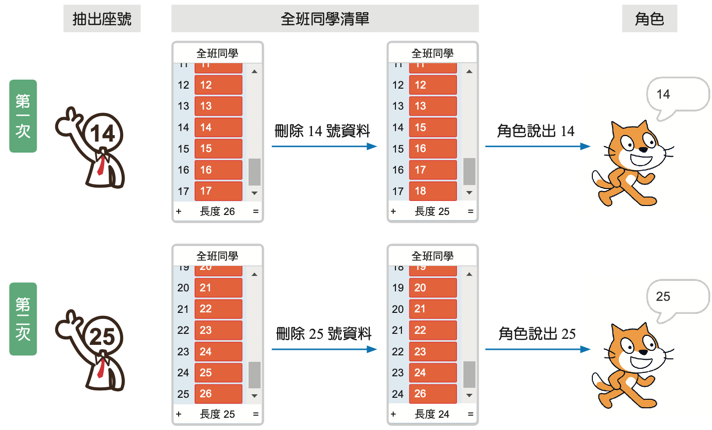 抽出座號
全班同學清單
角色
第一次
14
全班同學
11 11
12 12
13 13
14 14
15 15
16 16
17 17
+ 長度 26 =
刪除 14 號資料
全班同學
11 11
12 12
13 13
14 15
15 16
16 17
17 18
+ 長度 25 =
角色說出 14
14
第二次
25
全班同學
19 20
20 21
21 22
22 23
23 24
24 25
25 26
+ 長度 25 =
刪除 25 號資料
全班同學
18 19
19 20
20 21
21 22
22 23
23 24
24 26
+ 長度 24 =
角色說出 25
25